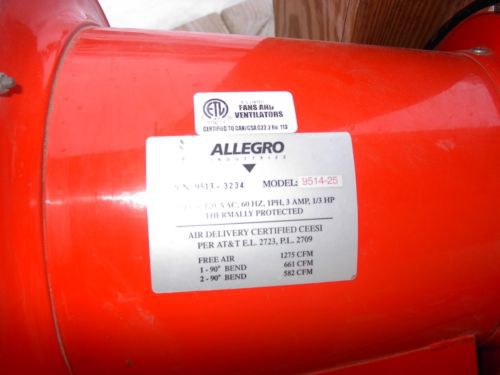 ETL
FANS AND
VENTILATORS
CERTIFIED TO CAN/CSA C22.2 No. 113
ALLEGRO
INDUSTRIES
S/N 9513 - 3234 MODEL: 9514-25
VAC, 60 HZ, 1PH, 3 AMP, 1/3 HP
THERMALLY PROTECTED
AIR DELIVERY CERTIFIED CEESI
PER AT&T E.L. 2723, P.L. 2709
FREE AIR 1275 CFM
1 - 90° BEND 661 CFM
2 - 90° BEND 582 CFM